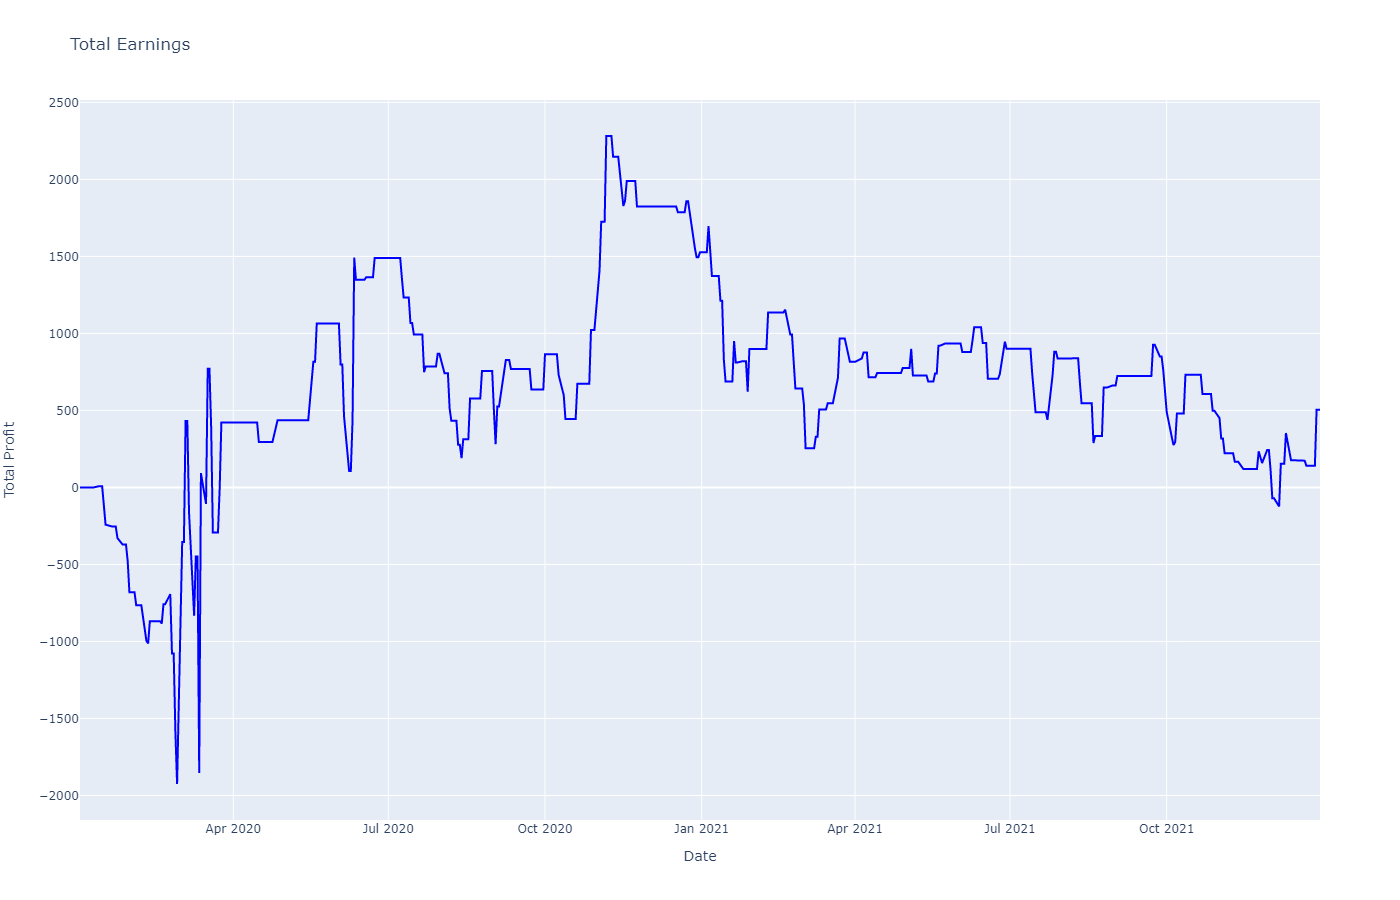 Total Earnings
2500
2000
1500
1000
500
0
−500
−1000
−1500
−2000
Total Profit
Apr 2020
Jul 2020
Oct 2020
Jan 2021
Apr 2021
Jul 2021
Oct 2021
Date